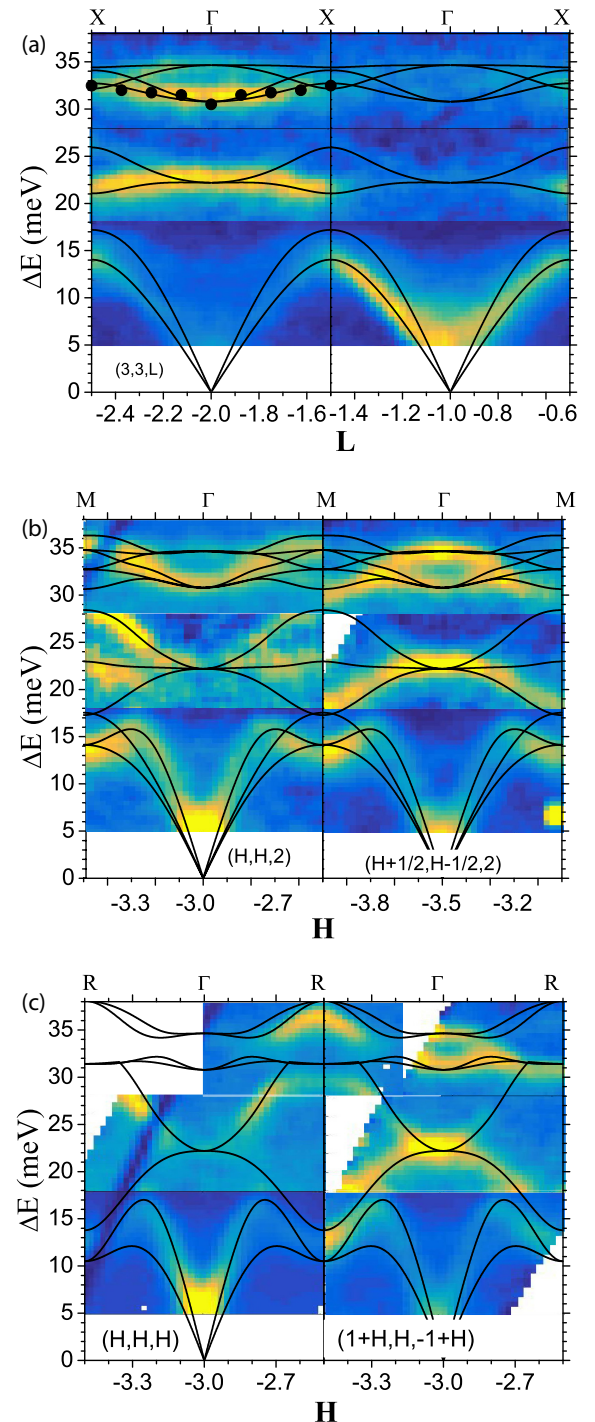 (a)
X Γ X Γ X
35
30
25
20
15
10
5
0
ΔE (meV)
(3,3,L)
-2.4 -2.2 -2.0 -1.8 -1.6 -1.4 -1.2 -1.0 -0.8 -0.6
L
(b)
M Γ M Γ M
35
30
25
20
15
10
5
0
ΔE (meV)
(H,H,2)
(H+1/2,H-1/2,2)
-3.3 -3.0 -2.7 -3.8 -3.5 -3.2
H
(c)
R Γ R Γ R
35
30
25
20
15
10
5
0
ΔE (meV)
(H,H,H)
(1+H,H,-1+H)
-3.3 -3.0 -2.7 -3.3 -3.0 -2.7
H